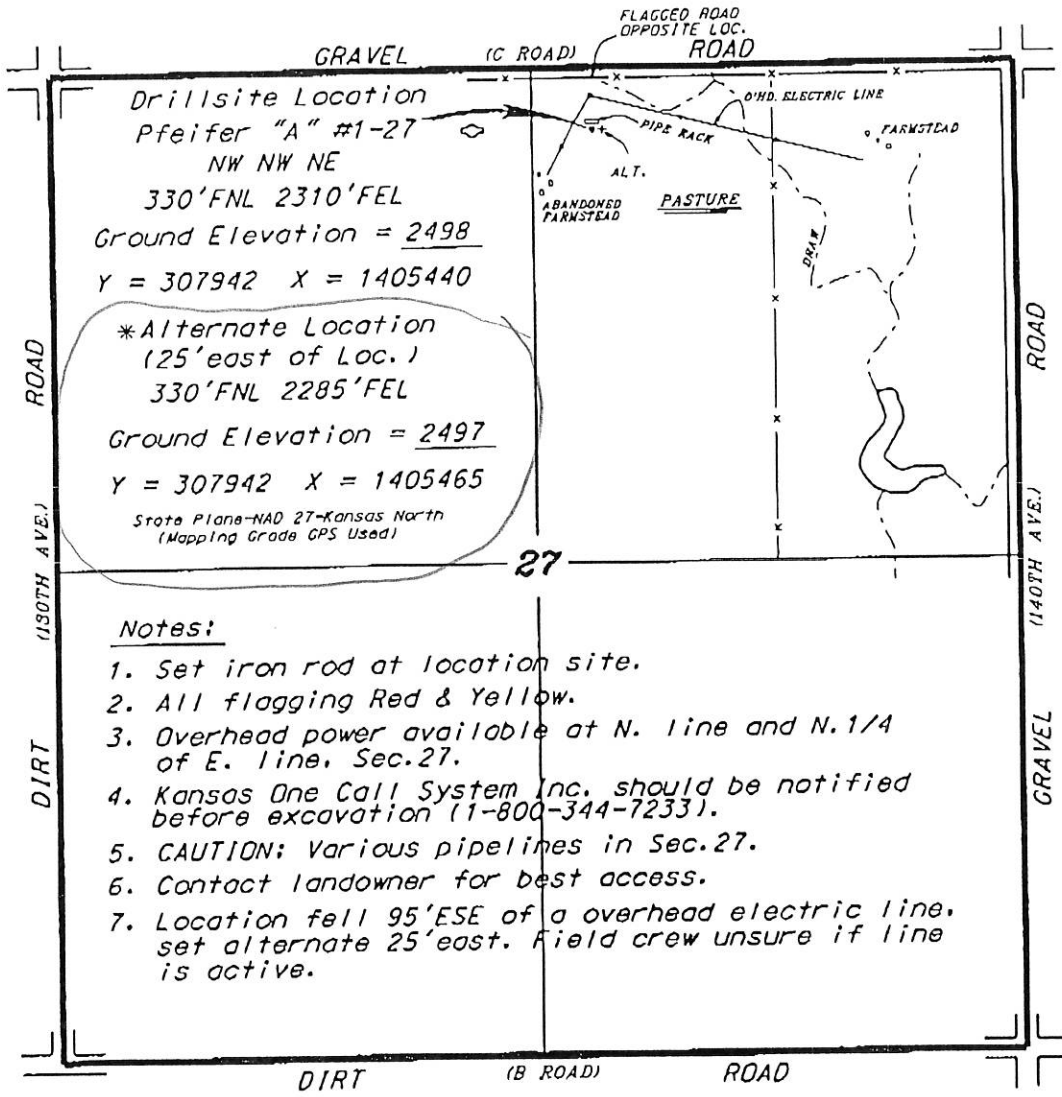 FLAGGED ROAD
OPPOSITE LOC.
GRAVEL (C ROAD) ROAD
Drillsite Location
Pfeifer "A" #1-27
NW NW NE
330'FNL 2310'FEL
Ground Elevation = 2498
Y = 307942 X = 1405440
*Alternate Location
(25'east of Loc.)
330'FNL 2285'FEL
Ground Elevation = 2497
Y = 307942 X = 1405465
State Plane-NAD 27-Kansas North
(Mapping Grade GPS Used)
O'HD. ELECTRIC LINE
PIPE RACK
FARMSTEAD
ALT.
ABANDONED
FARMSTEAD
PASTURE
DRAW
ROAD
(130TH AVE.)
DIRT
ROAD
(140TH AVE.)
GRAVEL
27
Notes:
1. Set iron rod at location site.
2. All flagging Red & Yellow.
3. Overhead power available at N. line and N.1/4
of E. line, Sec.27.
4. Kansas One Call System Inc. should be notified
before excavation (1-800-344-7233).
5. CAUTION: Various pipelines in Sec.27.
6. Contact landowner for best access.
7. Location fell 95'ESE of a overhead electric line,
set alternate 25'east. Field crew unsure if line
is active.
DIRT (B ROAD) ROAD